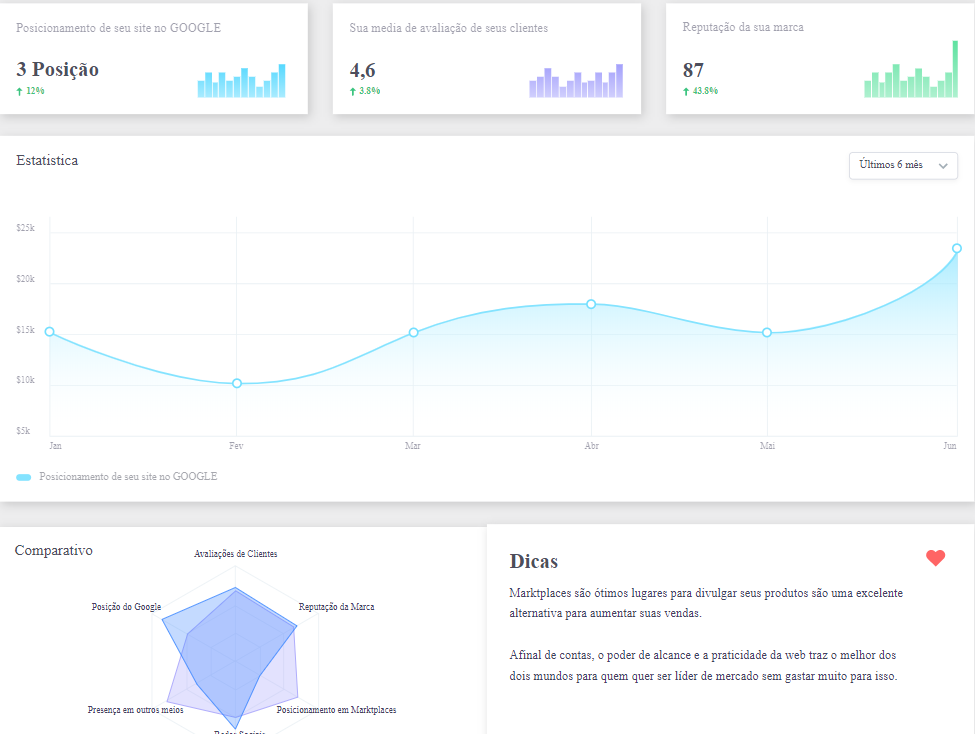 Posicionamento de seu site no GOOGLE
3 Posição
12%
Sua media de avaliação de seus clientes
4,6
3.8%
Reputação da sua marca
87
43.8%
Estatistica
Últimos 6 mês
$25k
$20k
$15k
$10k
$5k
Jan Fev Mar Abr Mai Jun
Posicionamento de seu site no GOOGLE
Comparativo
Avaliações de Clientes
Posição do Google
Reputação da Marca
Presença em outros meios
Posicionamento em Marktplaces
Dicas
Marktplaces são ótimos lugares para divulgar seus produtos são uma excelente
alternativa para aumentar suas vendas.
Afinal de contas, o poder de alcance e a praticidade da web traz o melhor dos
dois mundos para quem quer ser líder de mercado sem gastar muito para isso.